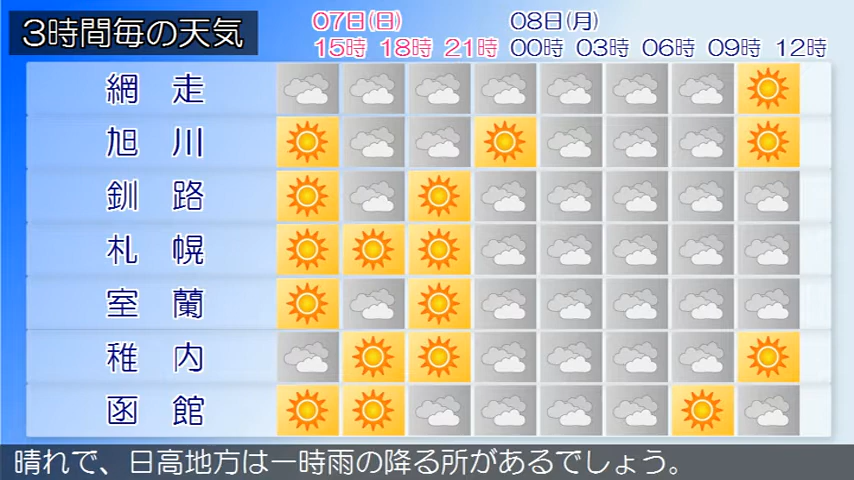 3時間毎の天気
07日(日) 08日(月)
15時 18時 21時 00時 03時 06時 09時 12時
網走
旭川
釧路
札幌
室蘭
稚内
函館
晴れで、日高地方は一時雨の降る所があるでしょう。